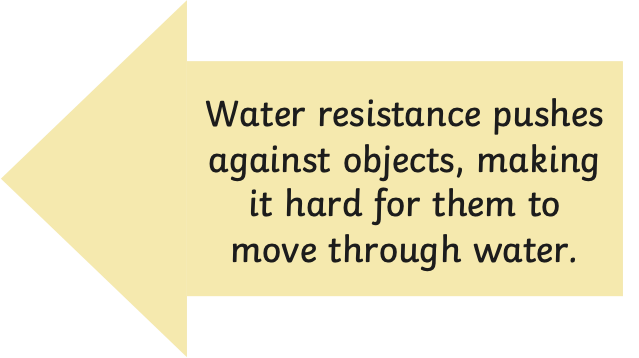 Water resistance pushes
against objects, making
it hard for them to
move through water.